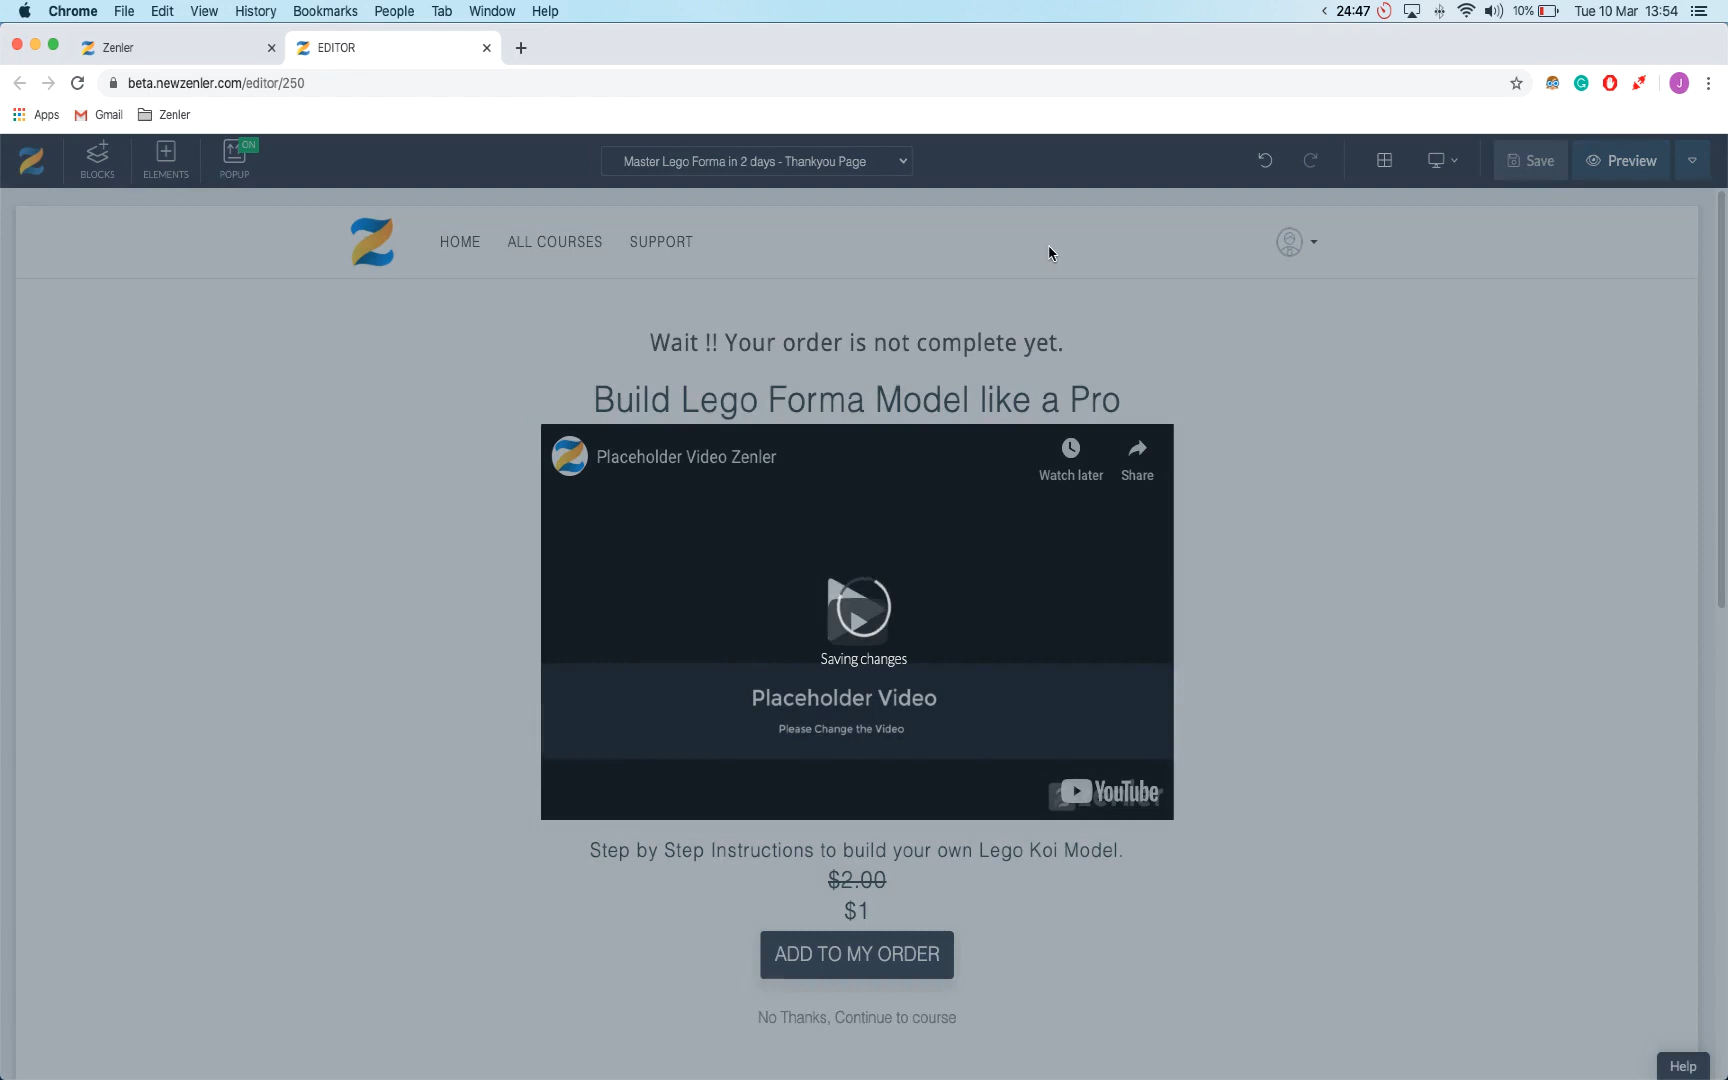 Chrome File Edit View History Bookmarks People Tab Window Help
24:47 10% Tue 10 Mar 13:54
Zenler EDITOR
beta.newzenler.com/editor/250 J
Apps Gmail Zenler
BLOCKS ELEMENTS POPUP ON
Master Lego Forma in 2 days - Thankyou Page
Save Preview
HOME ALL COURSES SUPPORT
Wait !! Your order is not complete yet.
Build Lego Forma Model like a Pro
Placeholder Video Zenler
Watch later Share
Saving changes
Placeholder Video
Please Change the Video
YouTube
Step by Step Instructions to build your own Lego Koi Model.
$2.00
$1
ADD TO MY ORDER
No Thanks, Continue to course
Help